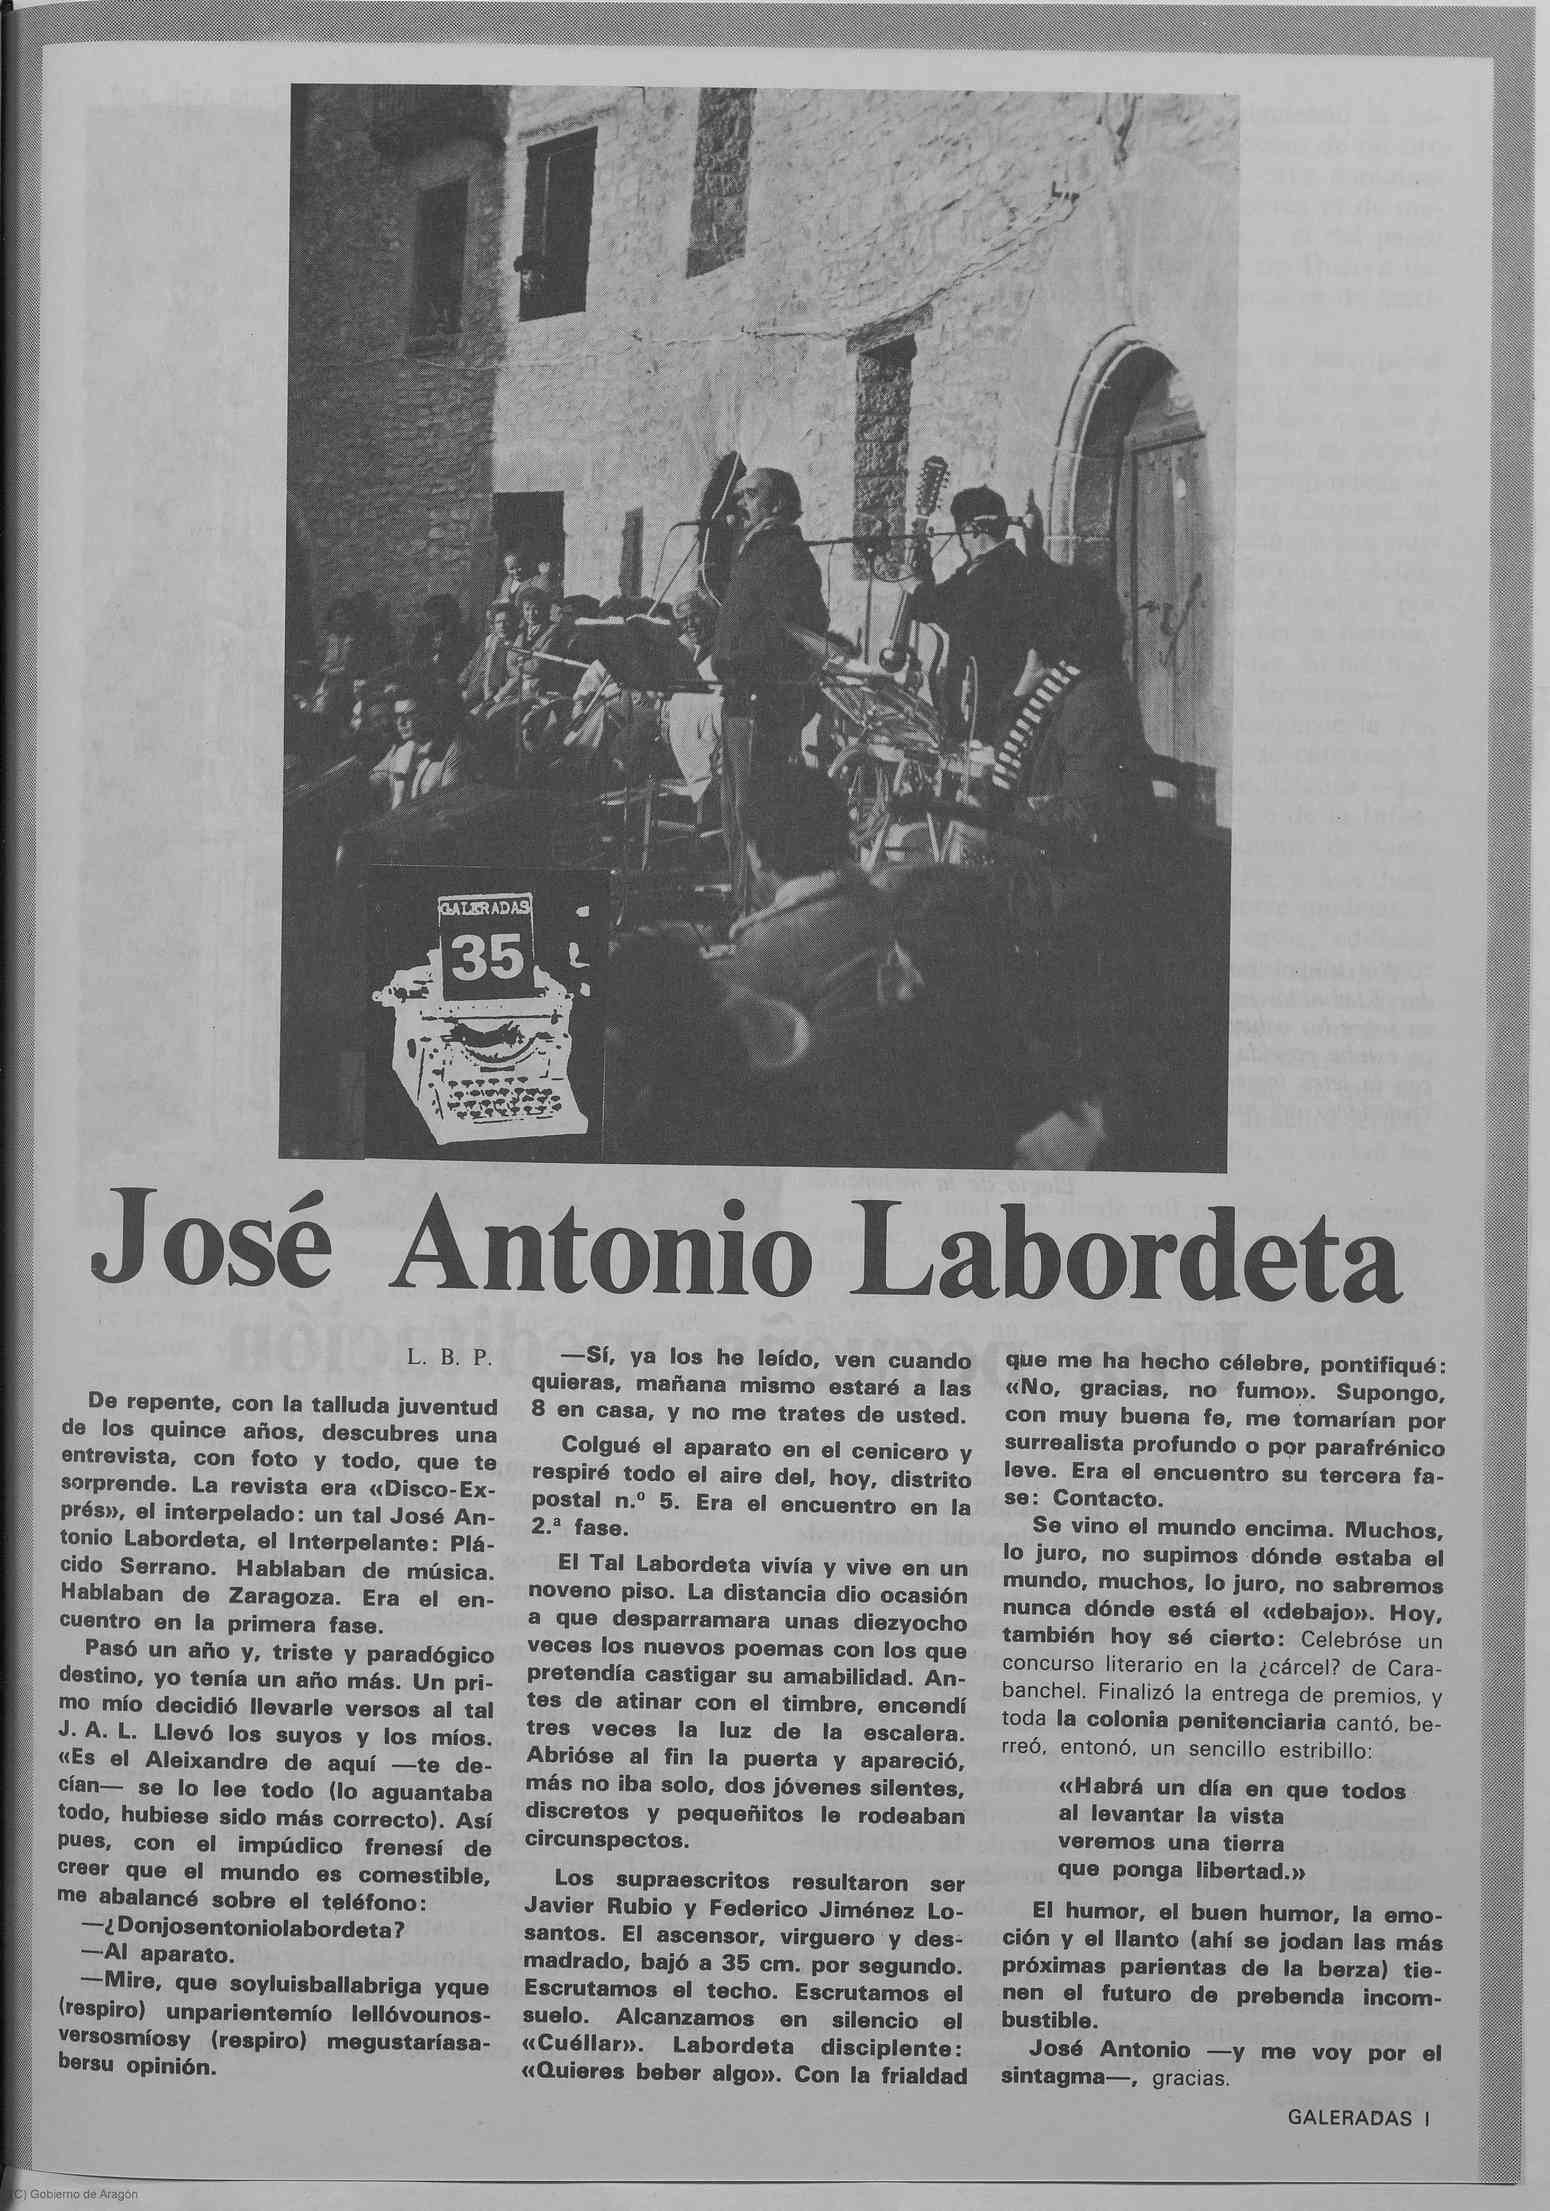 GALERADAS
35
José Antonio Labordeta
L. B. P.
De repente, con la talluda juventud
de los quince años, descubres una
entrevista, con foto y todo, que te
sorprende. La revista era «Disco-Ex-
prés», el interpelado: un tal José An-
tonio Labordeta, el Interpelante: Plá-
cido Serrano. Hablaban de música.
Hablaban de Zaragoza. Era el en-
cuentro en la primera fase.
Pasó un año y, triste y paradógico
destino, yo tenía un año más. Un pri-
mo mío decidió llevarle versos al tal
J. A. L. Llevó los suyos y los míos.
«Es el Aleixandre de aquí —te de-
cían— se lo lee todo (lo aguantaba
todo, hubiese sido más correcto). Así
pues, con el impúdico frenesí de
creer que el mundo es comestible,
me abalancé sobre el teléfono:
—¿Donjosentoniolabordeta?
—Al aparato.
—Mire, que soyluisballabriga yque
(respiro) unparientemío lellóvounos-
versosmíosy (respiro) megustaríasa-
bersu opinión.
—Sí, ya los he leído, ven cuando
quieras, mañana mismo estaré a las
8 en casa, y no me trates de usted.
Colgué el aparato en el cenicero y
respiré todo el aire del, hoy, distrito
postal n.º 5. Era el encuentro en la
2.ª fase.
El Tal Labordeta vivía y vive en un
noveno piso. La distancia dio ocasión
a que desparramara unas diezyocho
veces los nuevos poemas con los que
pretendía castigar su amabilidad. An-
tes de atinar con el timbre, encendí
tres veces la luz de la escalera.
Abrióse al fin la puerta y apareció,
más no iba solo, dos jóvenes silentes,
discretos y pequeñitos le rodeaban
circunspectos.
Los supraescritos resultaron ser
Javier Rubio y Federico Jiménez Lo-
santos. El ascensor, virguero y des-
madrado, bajó a 35 cm. por segundo.
Escrutamos el techo. Escrutamos el
suelo. Alcanzamos en silencio el
«Cuéllar». Labordeta disciplente:
«Quieres beber algo». Con la frialdad
que me ha hecho célebre, pontifiqué:
«No, gracias, no fumo». Supongo,
con muy buena fe, me tomarían por
surrealista profundo o por parafrénico
leve. Era el encuentro su tercera fa-
se: Contacto.
Se vino el mundo encima. Muchos,
lo juro, no supimos dónde estaba el
mundo, muchos, lo juro, no sabremos
nunca dónde está el «debajo». Hoy,
también hoy sé cierto: Celebróse un
concurso literario en la ¿cárcel? de Cara-
banchel. Finalizó la entrega de premios, y
toda la colonia penitenciaria cantó, be-
rreó, entonó, un sencillo estribillo:
«Habrá un día en que todos
al levantar la vista
veremos una tierra
que ponga libertad.»
El humor, el buen humor, la emo-
ción y el llanto (ahí se jodan las más
próximas parientas de la berza) tie-
nen el futuro de prebenda incom-
bustible.
José Antonio —y me voy por el
sintagma—, gracias.
GALERADAS I
(C) Gobierno de Aragón